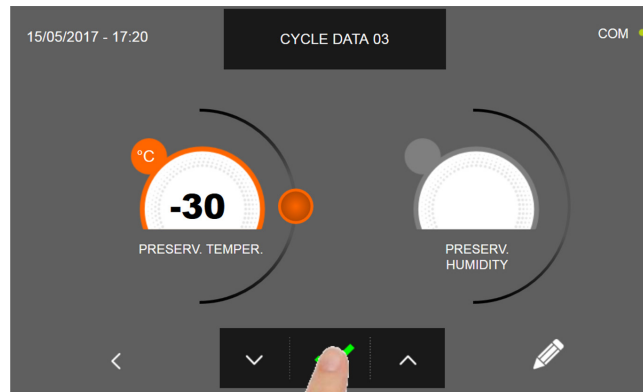 15/05/2017 - 17:20
CYCLE DATA 03
COM
°C
-30
PRESERV. TEMPER.
PRESERV.
HUMIDITY